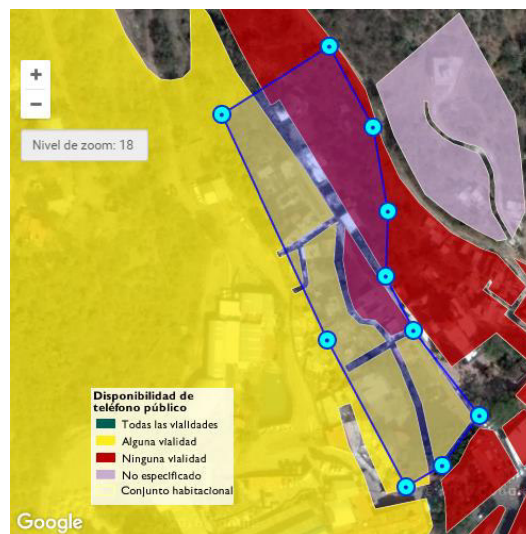 +
−
Nivel de zoom: 18
Disponibilidad de
teléfono público
Todas las vialidades
Alguna vialidad
Ninguna vialidad
No especificado
Conjunto habitacional
Google